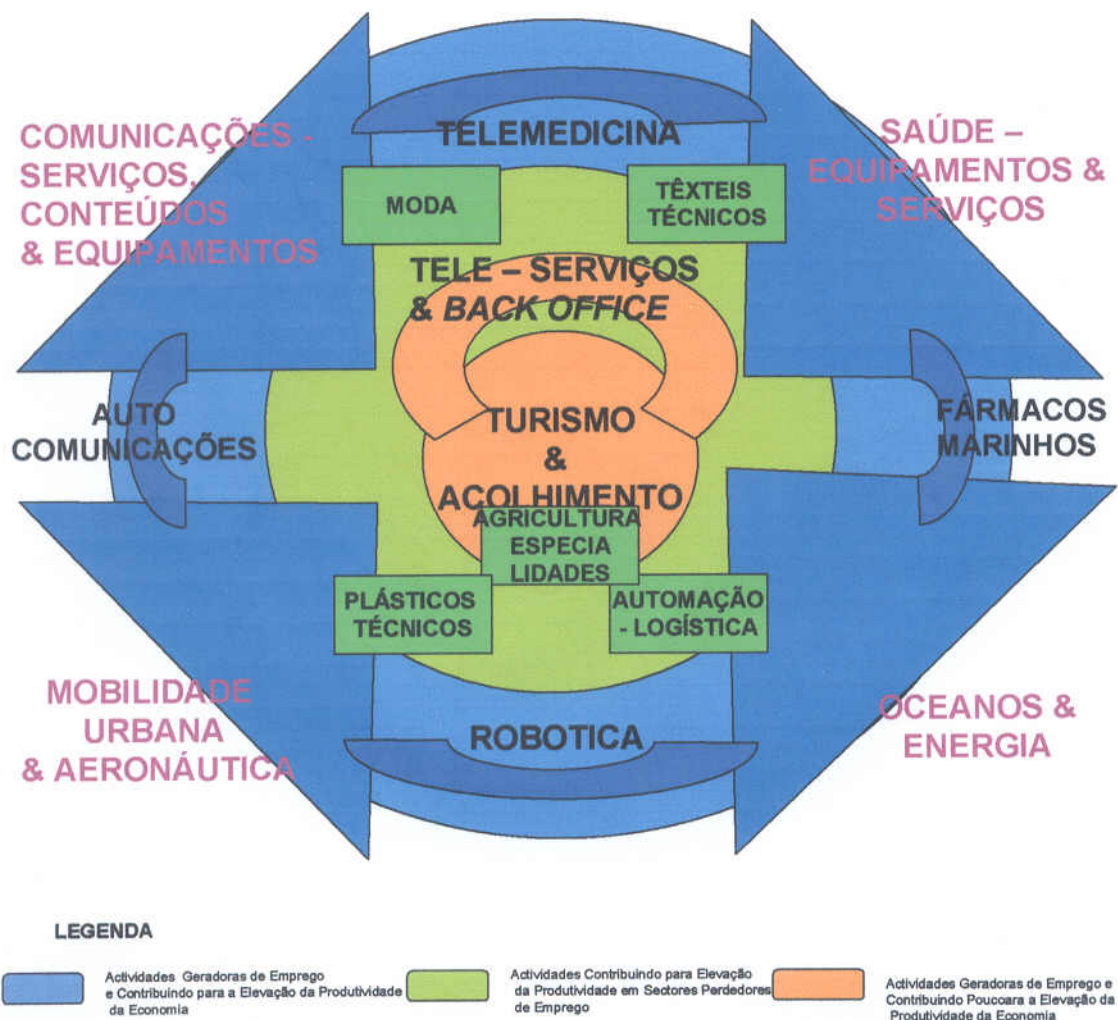 COMUNICAÇÕES -
SERVIÇOS,
CONTEÚDOS
& EQUIPAMENTOS
TELEMEDICINA
SAÚDE –
EQUIPAMENTOS &
SERVIÇOS
MODA
TÊXTEIS
TÉCNICOS
TELE – SERVIÇOS
& BACK OFFICE
AUTO
COMUNICAÇÕES
TURISMO
&
ACOLHIMENTO
FÁRMACOS
MARINHOS
AGRICULTURA
ESPECIA
LIDADES
PLÁSTICOS
TÉCNICOS
AUTOMAÇÃO
- LOGÍSTICA
MOBILIDADE
URBANA
& AERONÁUTICA
ROBOTICA
OCEANOS &
ENERGIA
LEGENDA
Actividades Geradoras de Emprego
e Contribuindo para a Elevação da Produtividade
da Economia
Actividades Contribuindo para Elevação
da Produtividade em Sectores Perdedores
de Emprego
Actividades Geradoras de Emprego e
Contribuindo Poucoara a Elevação da
Produtividade da Economia